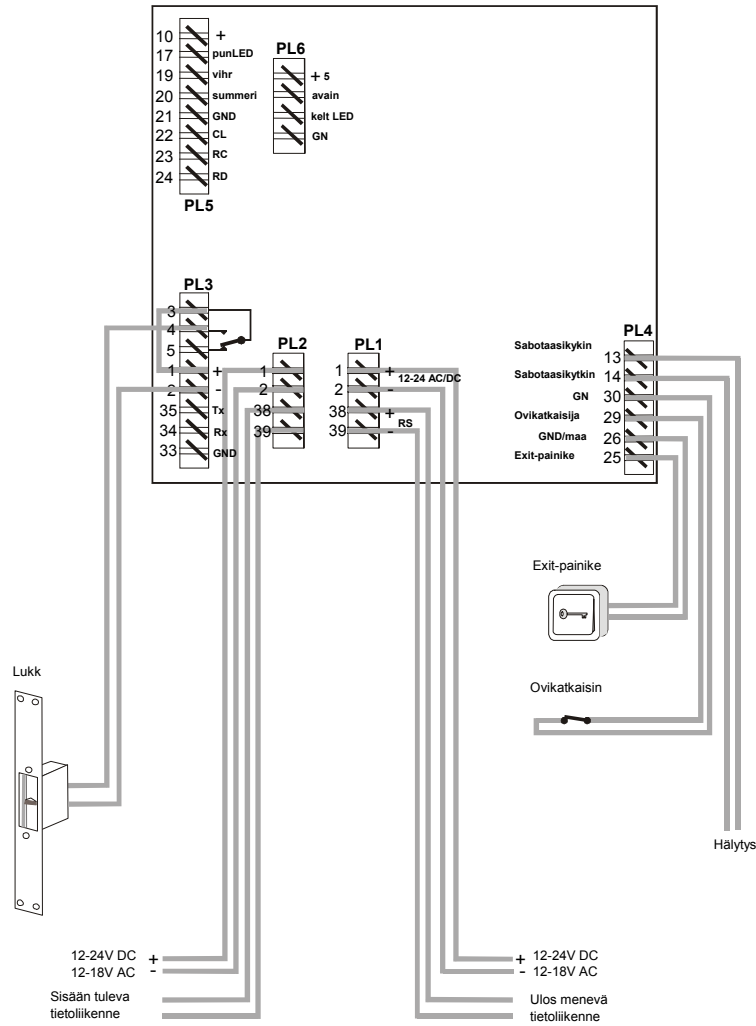 10 +
17 punLED
19 vihr
20 summeri
21 GND
22 CL
23 RC
24 RD
PL5
PL6
+ 5
avain
kelt LED
GN
PL3
3
4
5
1 +
2 -
35 Tx
34 Rx
33 GND
PL2
1
2
38
39
PL1
1 +
12-24 AC/DC
2 -
38 +
RS
39 -
PL4
Sabotaasikykin 13
Sabotaasikytkin 14
GN 30
Ovikatkaisija 29
GND/maa 26
Exit-painike 25
Exit-painike
Lukk
Ovikatkaisin
Hälytys
12-24V DC +
12-18V AC -
Sisään tuleva
tietoliikenne
+ 12-24V DC
- 12-18V AC
Ulos menevä
tietoliikenne